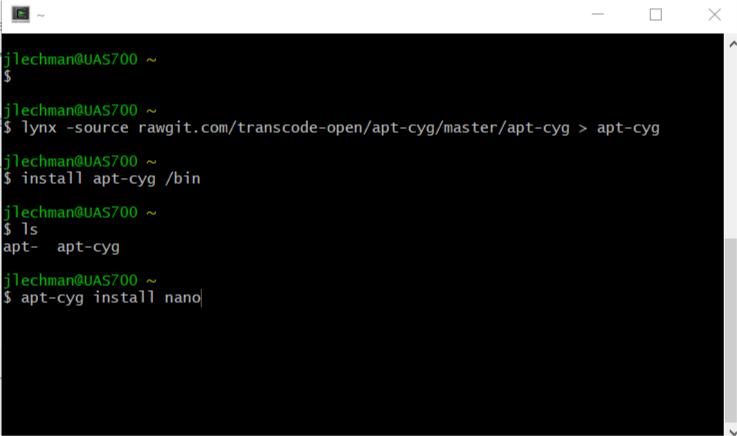 ~
jlechman@UAS700 ~
$
jlechman@UAS700 ~
$ lynx -source rawgit.com/transcode-open/apt-cyg/master/apt-cyg > apt-cyg
jlechman@UAS700 ~
$ install apt-cyg /bin
jlechman@UAS700 ~
$ ls
apt-  apt-cyg
jlechman@UAS700 ~
$ apt-cyg install nano